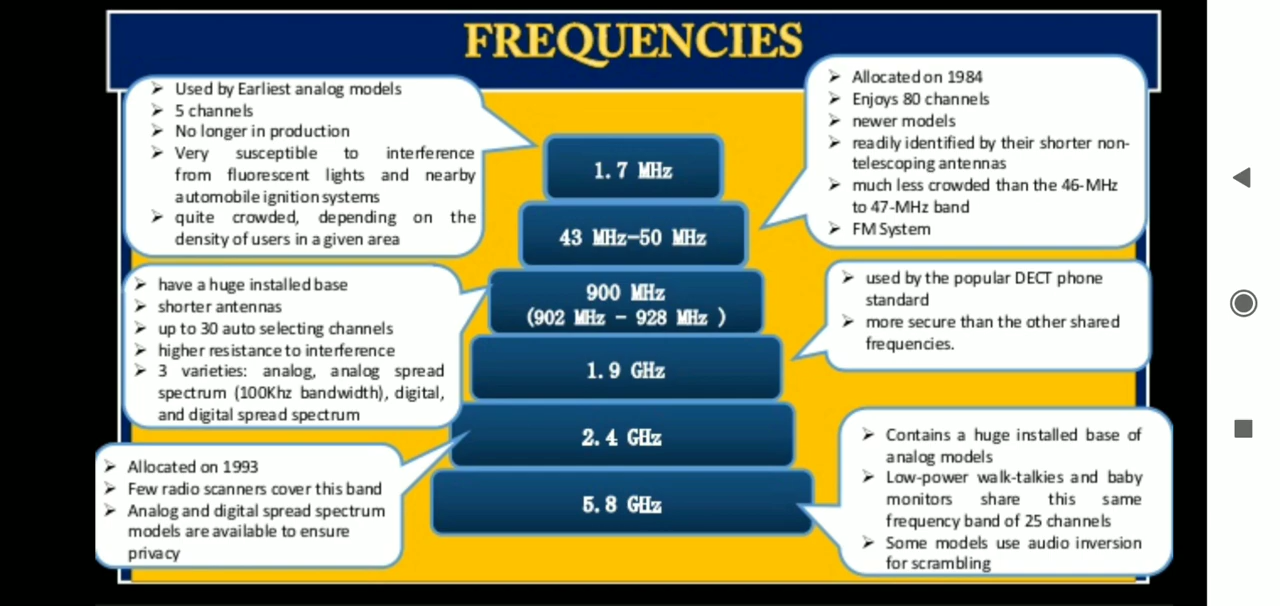 FREQUENCIES
➢ Used by Earliest analog models
➢ 5 channels
➢ No longer in production
➢ Very susceptible to interference
from fluorescent lights and nearby
automobile ignition systems
➢ quite crowded, depending on the
density of users in a given area
1.7 MHz
➢ Allocated on 1984
➢ Enjoys 80 channels
➢ newer models
➢ readily identified by their shorter non-
telescoping antennas
➢ much less crowded than the 46-MHz
to 47-MHz band
➢ FM System
43 MHz-50 MHz
➢ have a huge installed base
➢ shorter antennas
➢ up to 30 auto selecting channels
➢ higher resistance to interference
➢ 3 varieties: analog, analog spread
spectrum (100Khz bandwidth), digital,
and digital spread spectrum
900 MHz
(902 MHz - 928 MHz )
➢ used by the popular DECT phone
standard
➢ more secure than the other shared
frequencies.
1.9 GHz
➢ Allocated on 1993
➢ Few radio scanners cover this band
➢ Analog and digital spread spectrum
models are available to ensure
privacy
2.4 GHz
➢ Contains a huge installed base of
analog models
➢ Low-power walk-talkies and baby
monitors share this same
frequency band of 25 channels
➢ Some models use audio inversion
for scrambling
5.8 GHz